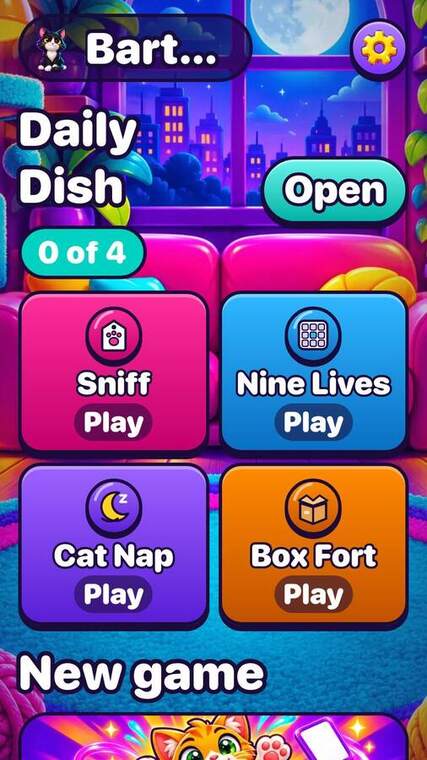 Bart...
Daily
Dish
Open
0 of 4
Sniff
Play
Nine Lives
Play
Cat Nap
z
Play
Box Fort
Play
New game